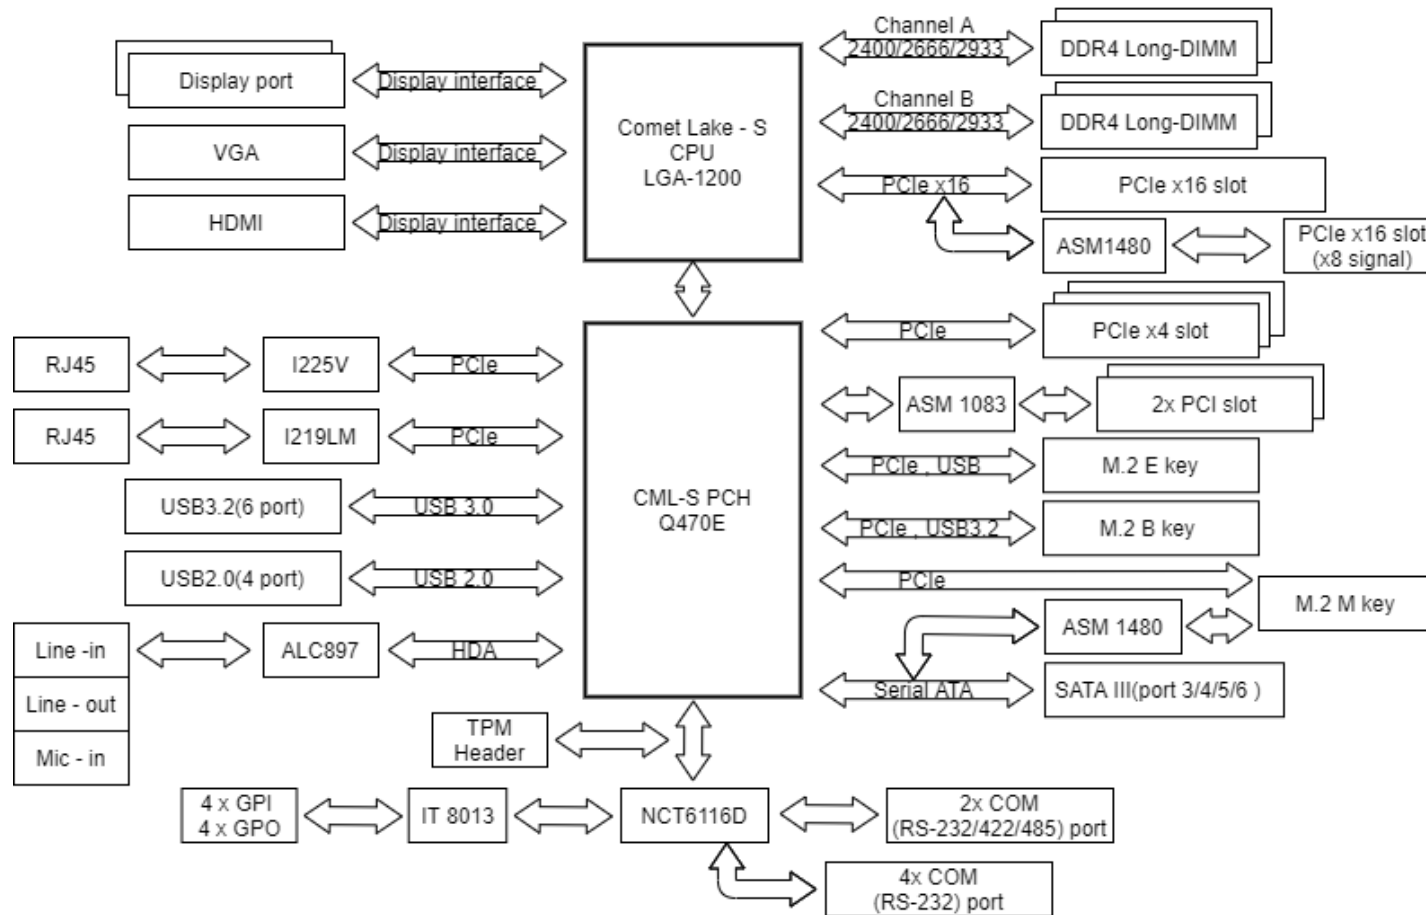 Display port
Display interface
VGA
Display interface
HDMI
Display interface
Comet Lake - S
CPU
LGA-1200
Channel A
2400/2666/2933
DDR4 Long-DIMM
Channel B
2400/2666/2933
DDR4 Long-DIMM
PCIe x16
PCIe x16 slot
ASM1480
PCIe x16 slot
(x8 signal)
RJ45
I225V
PCIe
RJ45
I219LM
PCIe
USB3.2(6 port)
USB 3.0
USB2.0(4 port)
USB 2.0
Line -in
ALC897
HDA
Line - out
Mic - in
CML-S PCH
Q470E
PCIe
PCIe x4 slot
ASM 1083
2x PCI slot
PCIe , USB
M.2 E key
PCIe , USB3.2
M.2 B key
PCIe
M.2 M key
ASM 1480
Serial ATA
SATA III(port 3/4/5/6 )
TPM
Header
4 x GPI
4 x GPO
IT 8013
NCT6116D
2x COM
(RS-232/422/485) port
4x COM
(RS-232) port